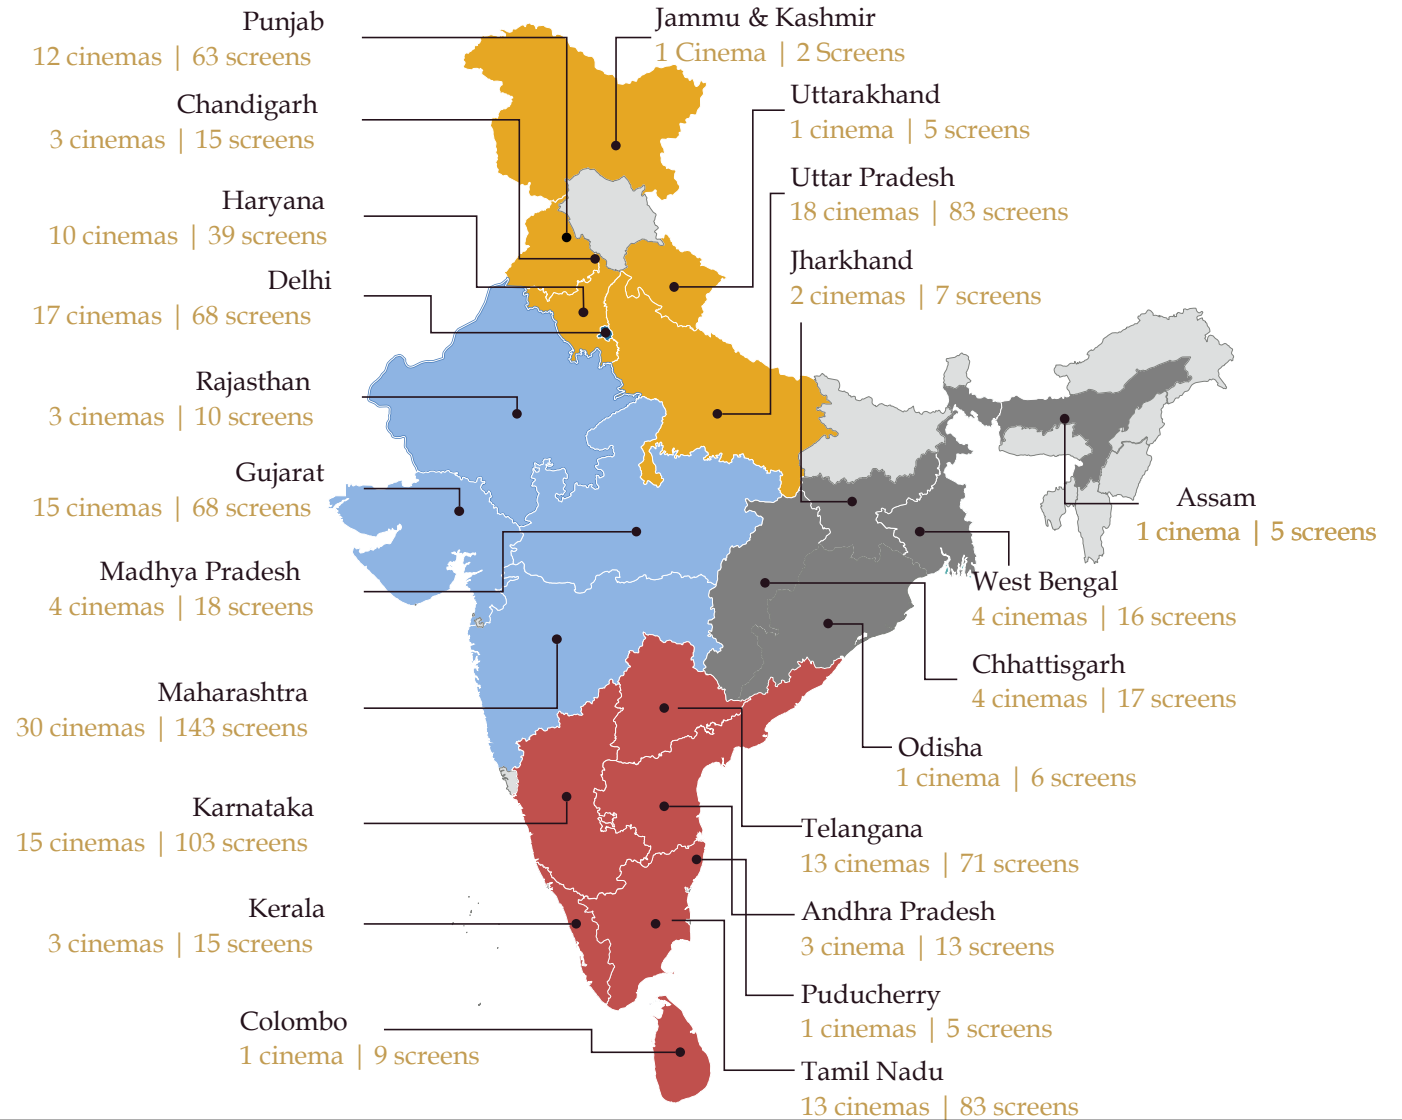 Punjab
12 cinemas | 63 screens
Chandigarh
3 cinemas | 15 screens
Haryana
10 cinemas | 39 screens
Delhi
17 cinemas | 68 screens
Rajasthan
3 cinemas | 10 screens
Gujarat
15 cinemas | 68 screens
Madhya Pradesh
4 cinemas | 18 screens
Maharashtra
30 cinemas | 143 screens
Karnataka
15 cinemas | 103 screens
Kerala
3 cinemas | 15 screens
Colombo
1 cinema | 9 screens
Jammu & Kashmir
1 Cinema | 2 Screens
Uttarakhand
1 cinema | 5 screens
Uttar Pradesh
18 cinemas | 83 screens
Jharkhand
2 cinemas | 7 screens
Assam
1 cinema | 5 screens
West Bengal
4 cinemas | 16 screens
Chhattisgarh
4 cinemas | 17 screens
Odisha
1 cinema | 6 screens
Telangana
13 cinemas | 71 screens
Andhra Pradesh
3 cinema | 13 screens
Puducherry
1 cinemas | 5 screens
Tamil Nadu
13 cinemas | 83 screens